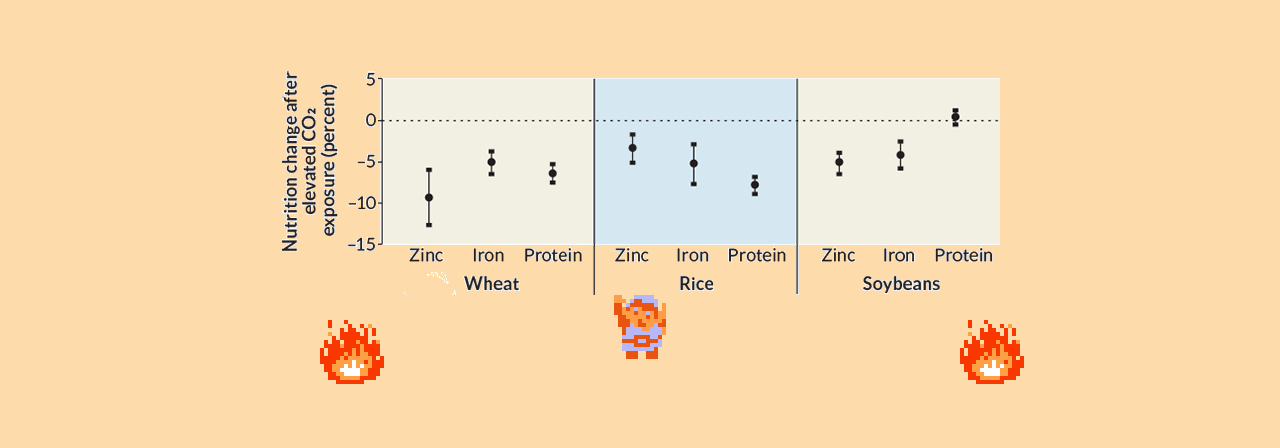 Nutrition change after
elevated CO₂
exposure (percent)
5
0
–5
–10
–15
Zinc Iron Protein Zinc Iron Protein Zinc Iron Protein
Wheat Rice Soybeans